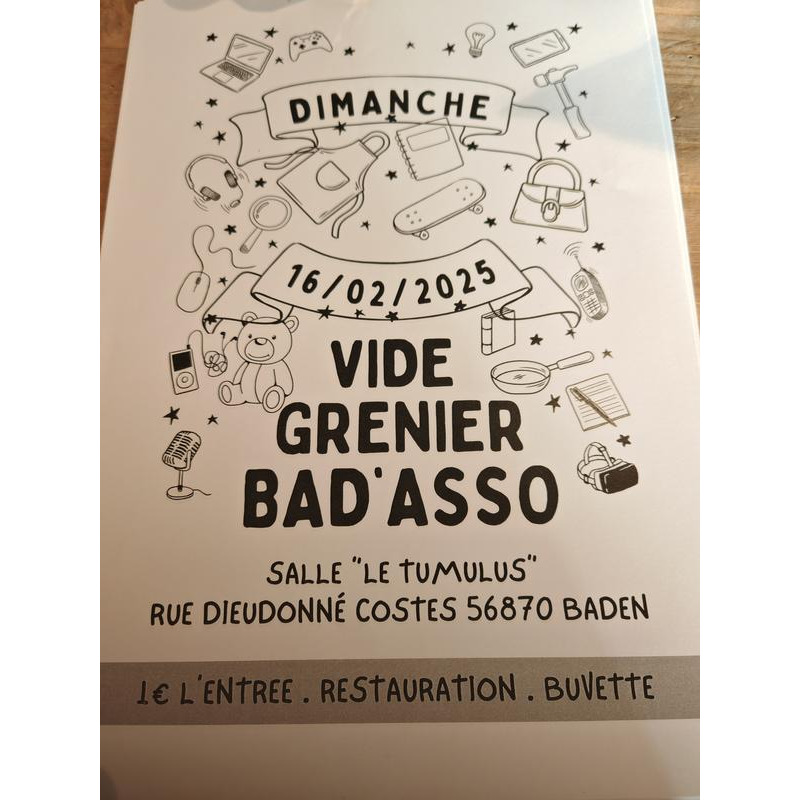 DIMANCHE
16/02/2025
VIDE
GRENIER
BAD'ASSO
SALLE "LE TUMULUS"
RUE DIEUDONNÉ COSTES 56870 BADEN
1€ L'ENTREE . RESTAURATION . BUVETTE